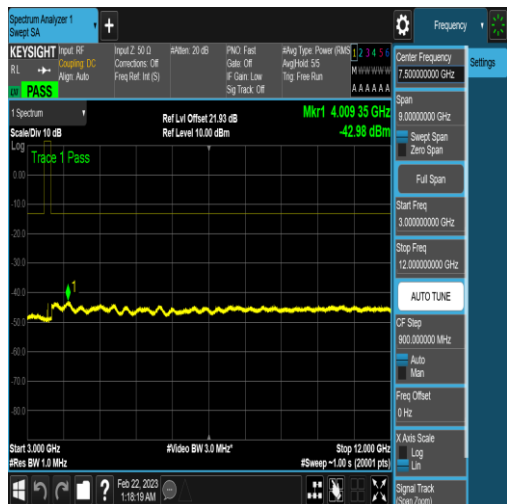 Spectrum Analyzer 1
Swept SA
+
Frequency
KEYSIGHT
Input: RF
Input Z: 50 Ω
#Atten: 20 dB
PNO: Fast
#Avg Type: Power (RMS
1 2 3 4 5 6
RL
Coupling: DC
Corrections: Off
Gate: Off
Avg|Hold: 5/5
M W W W W W
Align: Auto
Freq Ref: Int (S)
IF Gain: Low
Trig: Free Run
Sig Track: Off
A A A A A A
PASS
1 Spectrum
Ref Lvl Offset 21.93 dB
Mkr1 4.009 35 GHz
Scale/Div 10 dB
Ref Level 10.00 dBm
-42.98 dBm
Log
Trace 1 Pass
0.00
-10.0
-20.0
-30.0
1
-40.0
-50.0
-60.0
-70.0
-80.0
Start 3.000 GHz
#Video BW 3.0 MHz*
Stop 12.000 GHz
#Res BW 1.0 MHz
#Sweep ~1.00 s (20001 pts)
?
Feb 22, 2023
1:18:19 AM
Center Frequency
7.500000000 GHz
Settings
Span
9.00000000 GHz
Swept Span
Zero Span
Full Span
Start Freq
3.000000000 GHz
Stop Freq
12.000000000 GHz
AUTO TUNE
CF Step
900.000000 MHz
Auto
Man
Freq Offset
0 Hz
X Axis Scale
Log
Lin
Signal Track
(Span Zoom)